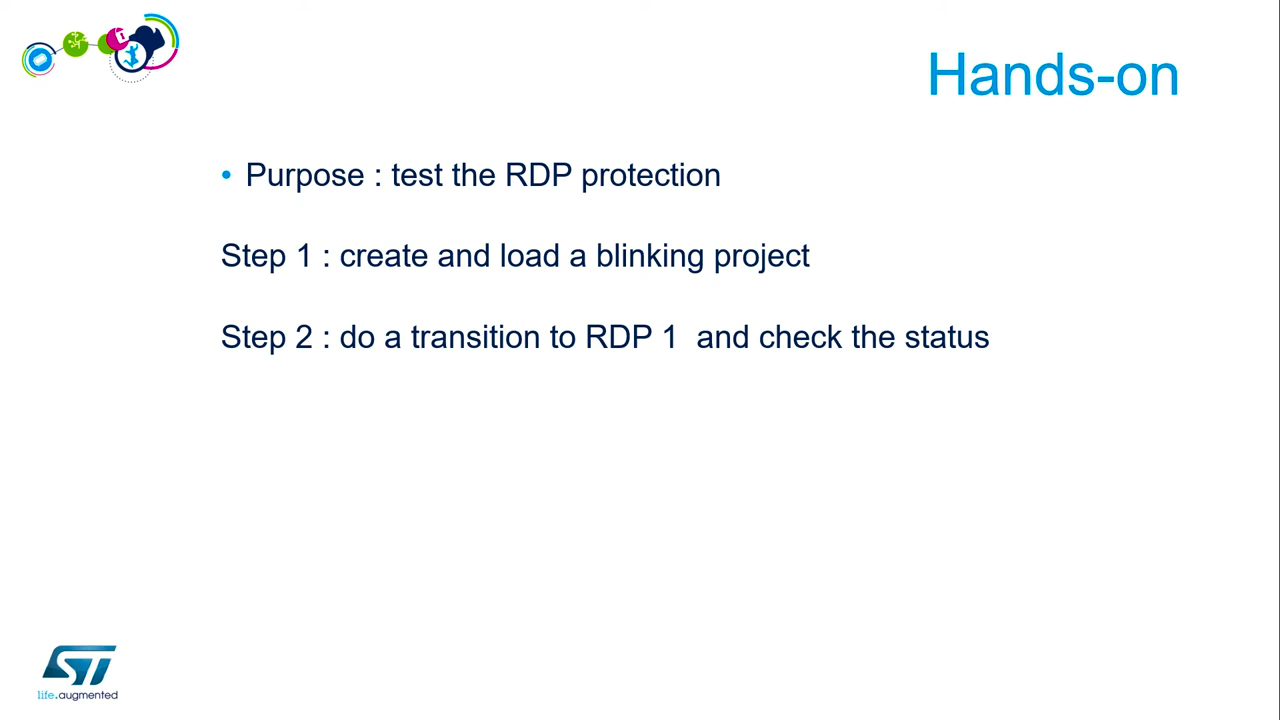 Hands-on
• Purpose : test the RDP protection
Step 1 : create and load a blinking project
Step 2 : do a transition to RDP 1  and check the status
ST
life.augmented